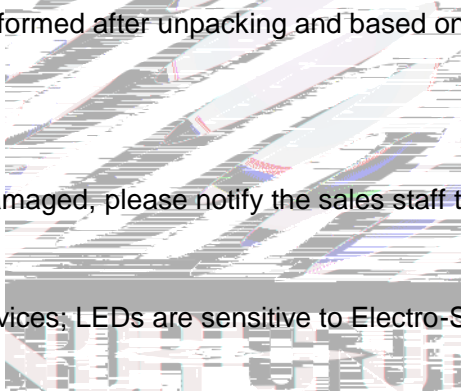 formed after unpacking and based on
maged, please notify the sales staff t
vices; LEDs are sensitive to Electro-S